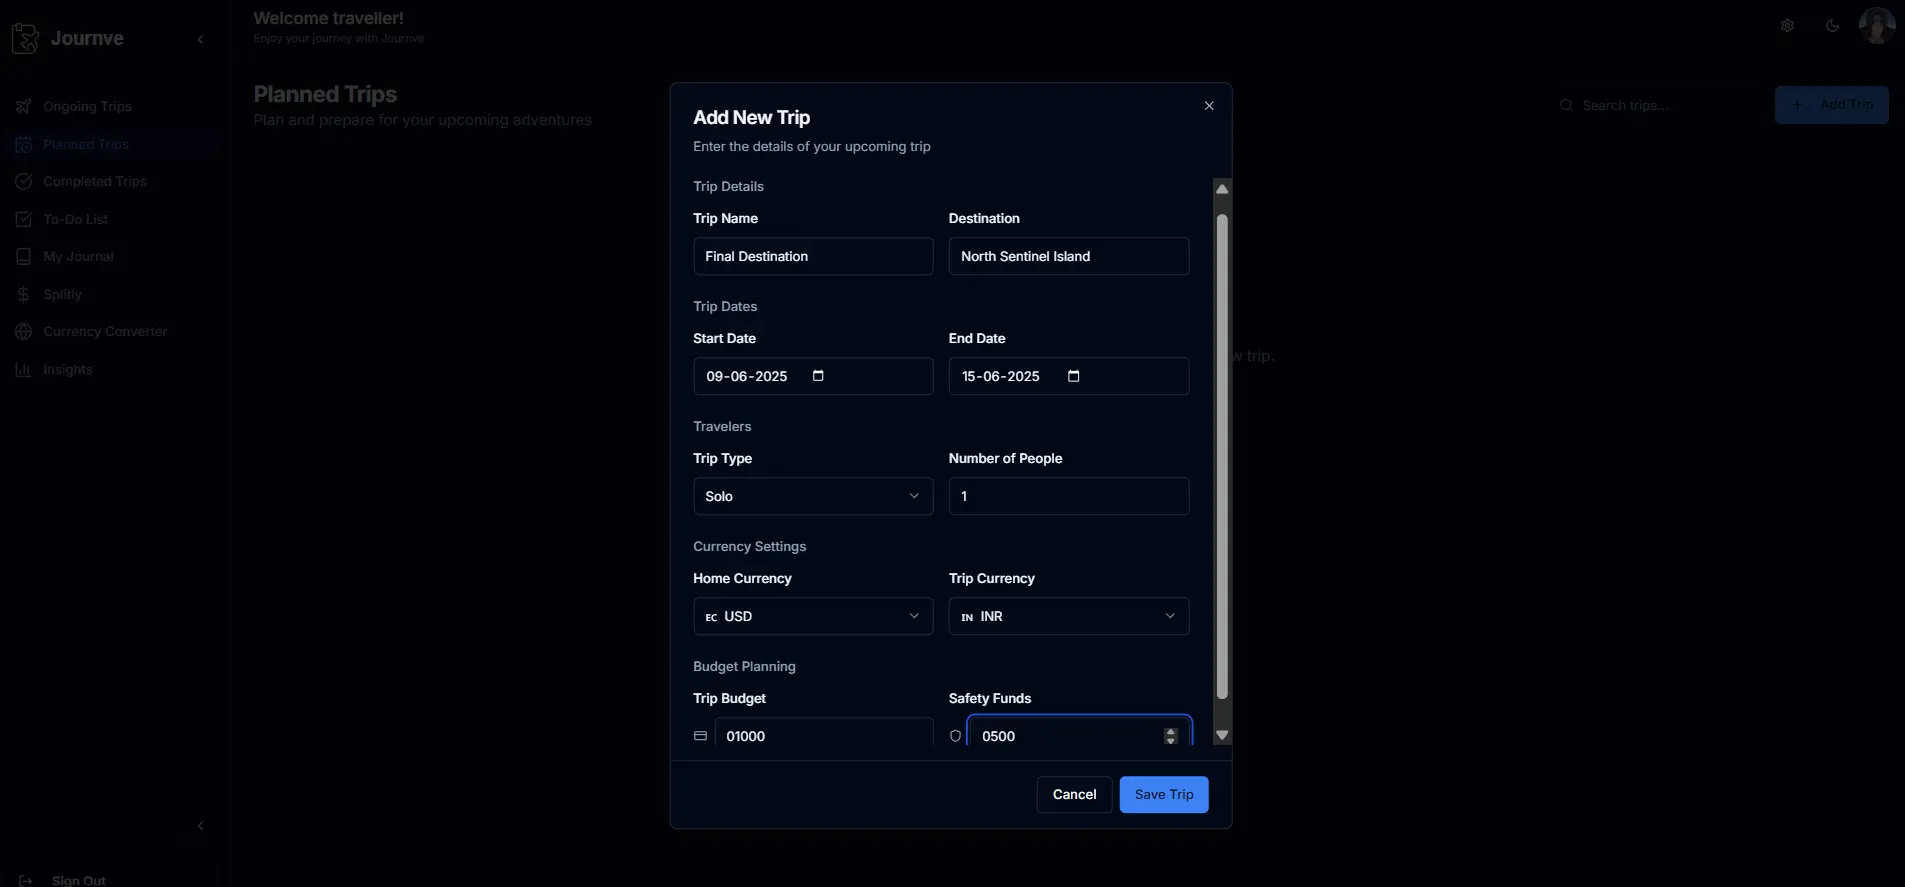 Journve
Welcome traveller!
Enjoy your journey with Journve
Ongoing Trips
Planned Trips
Completed Trips
To-Do List
My Journal
Splitly
Currency Converter
Insights
Sign Out
Planned Trips
Plan and prepare for your upcoming adventures
Search trips...
Add Trip
w trip.
Add New Trip
Enter the details of your upcoming trip
Trip Details
Trip Name Destination
Final Destination North Sentinel Island
Trip Dates
Start Date End Date
09-06-2025 15-06-2025
Travelers
Trip Type Number of People
Solo 1
Currency Settings
Home Currency Trip Currency
EC USD IN INR
Budget Planning
Trip Budget Safety Funds
01000 0500
Cancel Save Trip